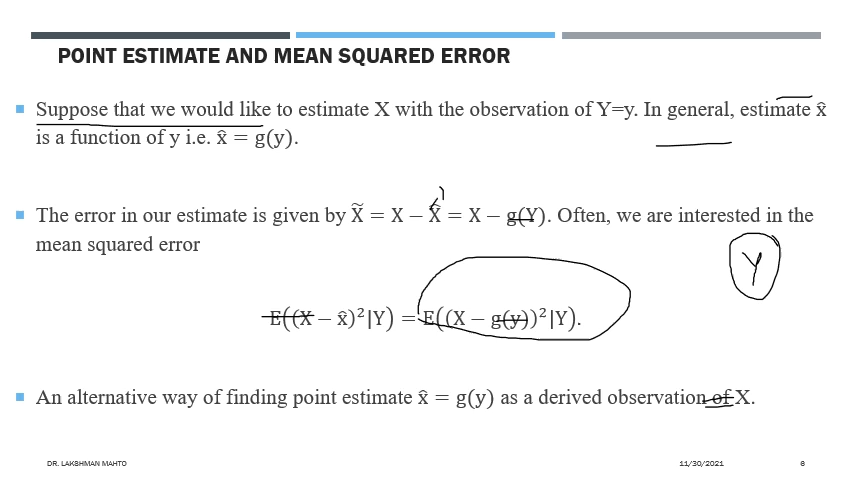 POINT ESTIMATE AND MEAN SQUARED ERROR
Suppose that we would like to estimate X with the observation of Y=y. In general, estimate x̂
is a function of y i.e. x̂ = g(y).
The error in our estimate is given by X̃ = X − X̂ = X − g(Y). Often, we are interested in the
mean squared error
Y
E((X − x̂)²|Y) = E((X − g(y))²|Y).
An alternative way of finding point estimate x̂ = g(y) as a derived observation of X.
DR. LAKSHMAN MAHTO
11/30/2021
6